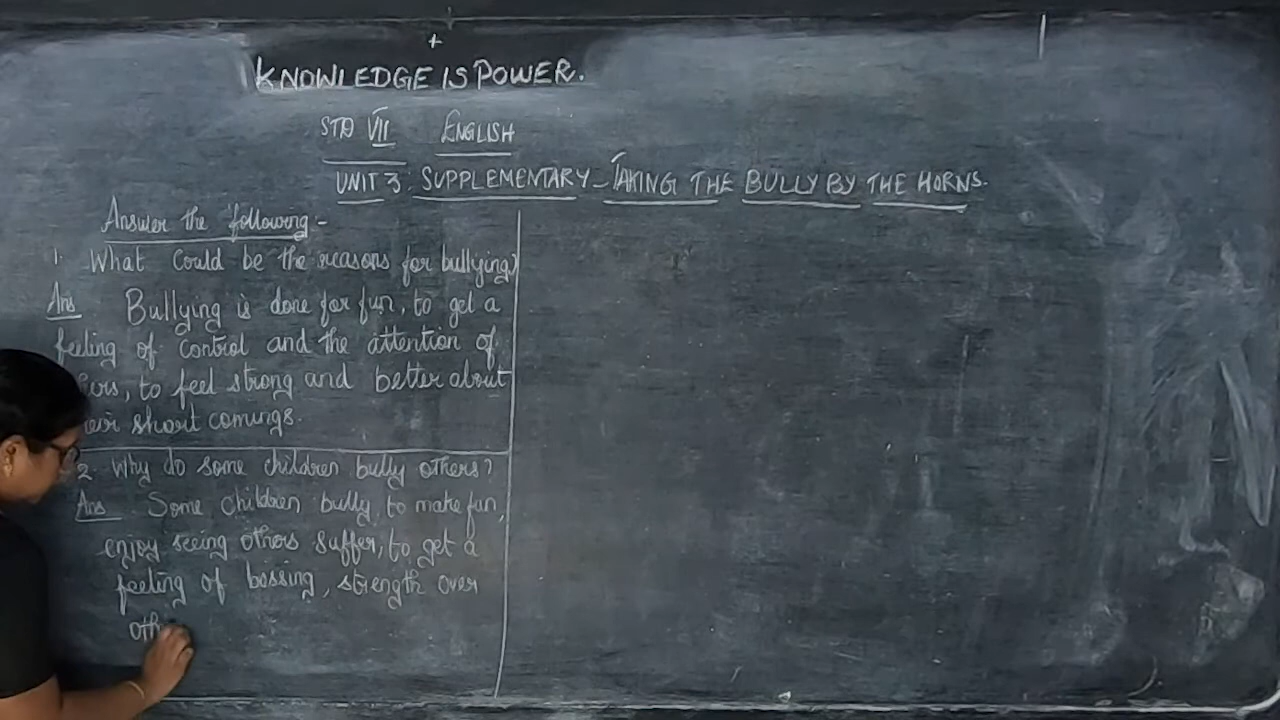 KNOWLEDGE IS POWER.
STD VII ENGLISH
UNIT 3: SUPPLEMENTARY - TAKING THE BULLY BY THE HORNS.
Answer the following:-
1. What could be the reasons for bullying?
Ans Bullying is done for fun, to get a
feeling of control and the attention of
to feel strong and better about
short comings.
2. Why do some children bully others?
Ans Some children bully, to make fun,
enjoy seeing others suffer, to get a
feeling of bossing, strength over
oth